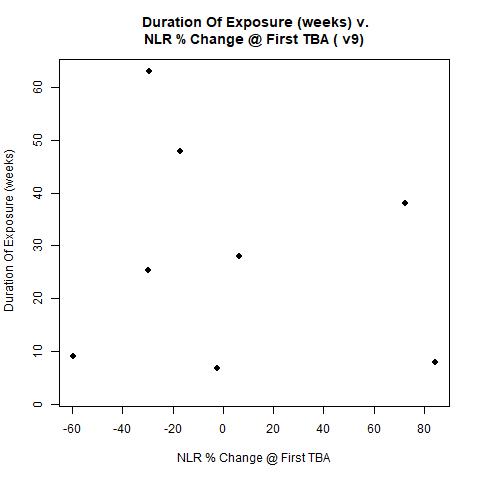 Duration Of Exposure (weeks) v.
NLR % Change @ First TBA ( v9)
Duration Of Exposure (weeks)
60
50
40
30
20
10
0
-60 -40 -20 0 20 40 60 80
NLR % Change @ First TBA